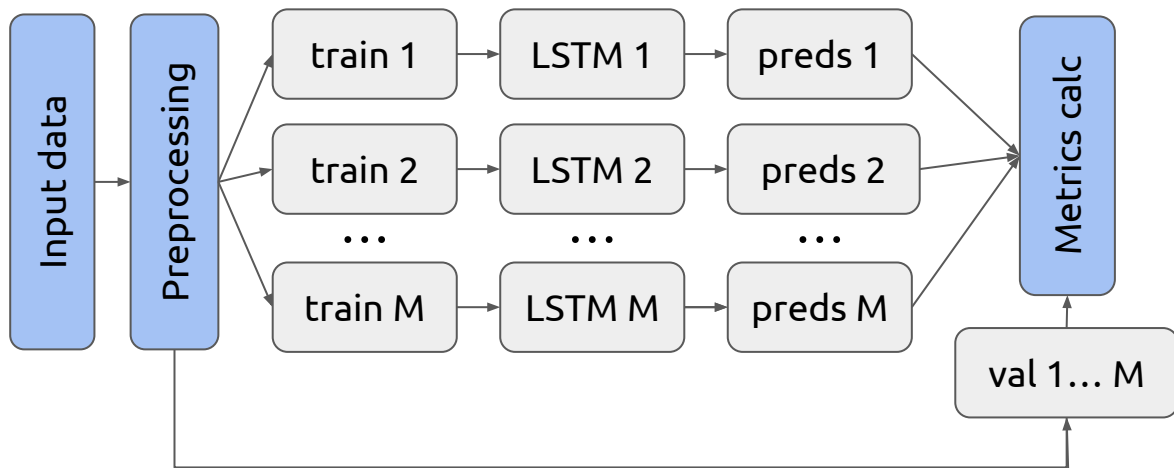 Input data
Preprocessing
train 1
LSTM 1
preds 1
train 2
LSTM 2
preds 2
...
...
...
train M
LSTM M
preds M
Metrics calc
val 1... M